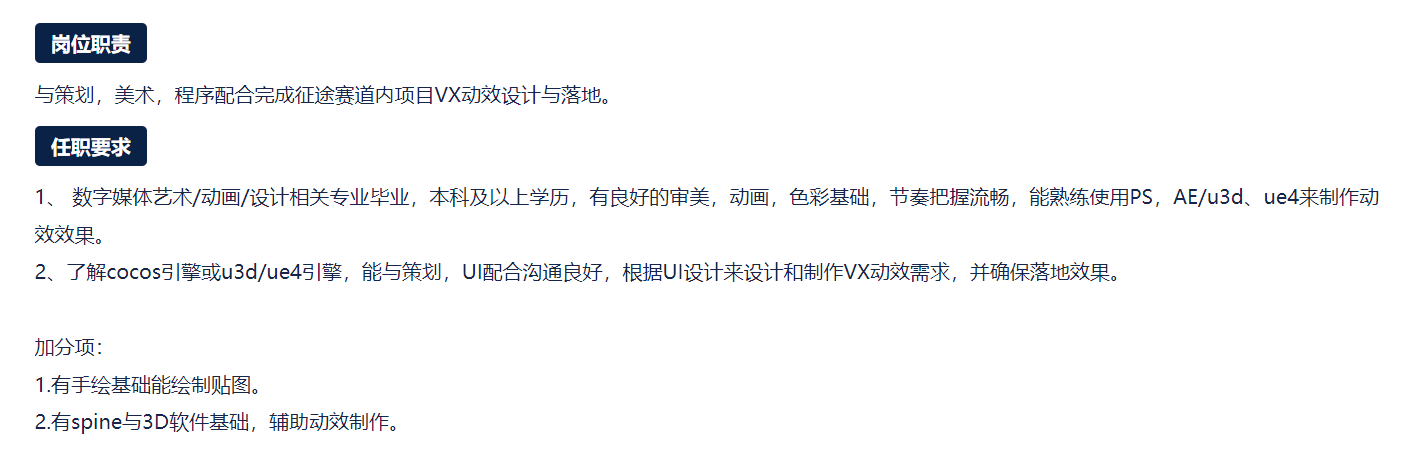 岗位职责
与策划，美术，程序配合完成征途赛道内项目VX动效设计与落地。
任职要求
1、 数字媒体艺术/动画/设计相关专业毕业，本科及以上学历，有良好的审美，动画，色彩基础，节奏把握流畅，能熟练使用PS，AE/u3d、ue4来制作动
效效果。
2、了解cocos引擎或u3d/ue4引擎，能与策划，UI配合沟通良好，根据UI设计来设计和制作VX动效需求，并确保落地效果。
加分项：
1.有手绘基础能绘制贴图。
2.有spine与3D软件基础，辅助动效制作。